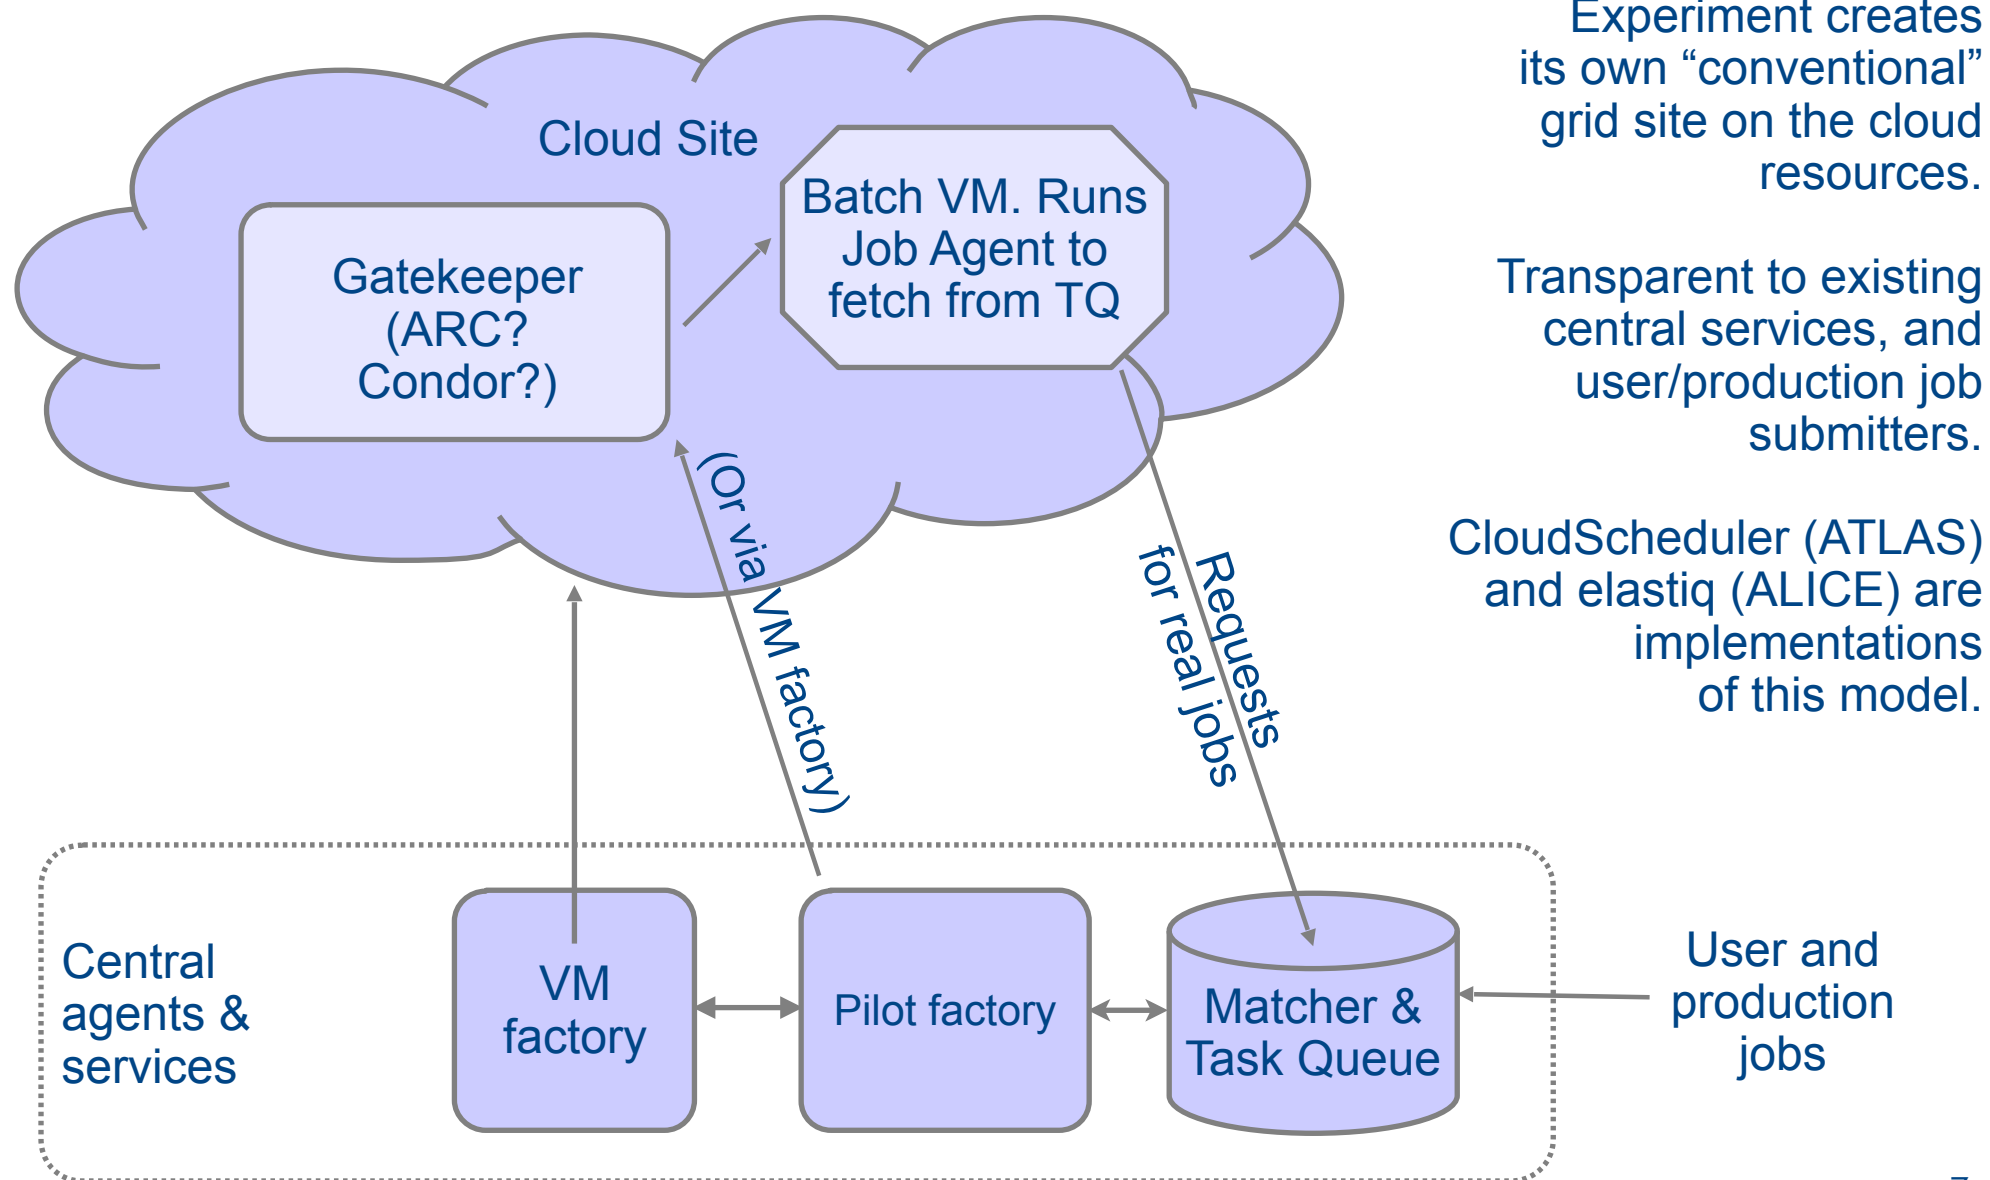 Experiment creates
its own “conventional”
grid site on the cloud
resources.
Transparent to existing
central services, and
user/production job
submitters.
CloudScheduler (ATLAS)
and elastiq (ALICE) are
implementations
of this model.
Cloud Site
Gatekeeper
(ARC?
Condor?)
Batch VM. Runs
Job Agent to
fetch from TQ
(Or via VM factory)
Requests
for real jobs
Central
agents &
services
VM
factory
Pilot factory
Matcher &
Task Queue
User and
production
jobs